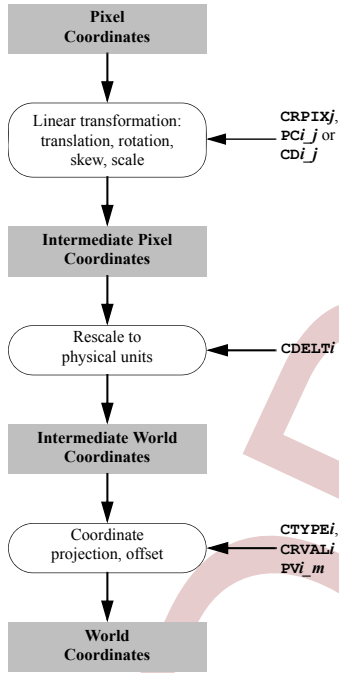 Pixel
Coordinates
Linear transformation:
translation, rotation,
skew, scale
CRPIXj,
PCi_j or
CDi_j
Intermediate Pixel
Coordinates
Rescale to
physical units
CDELTi
Intermediate World
Coordinates
Coordinate
projection, offset
CTYPEi,
CRVALi
PVi_m
World
Coordinates